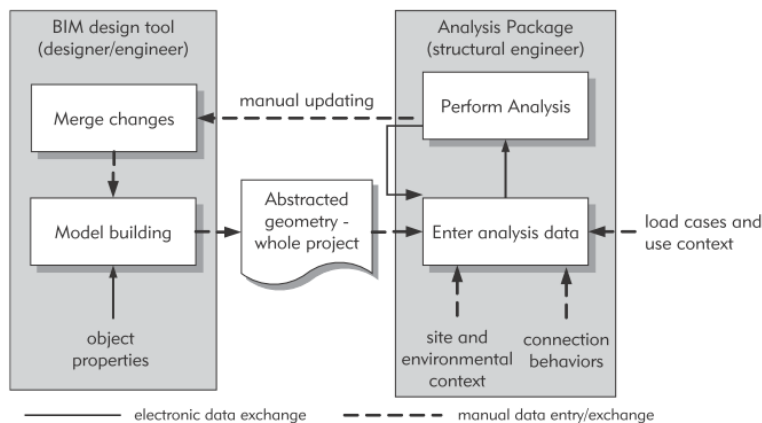 BIM design tool
(designer/engineer)
Analysis Package
(structural engineer)
Merge changes
manual updating
Perform Analysis
Model building
Abstracted
geometry -
whole project
Enter analysis data
load cases and
use context
object
properties
site and
environmental
context
connection
behaviors
electronic data exchange
manual data entry/exchange